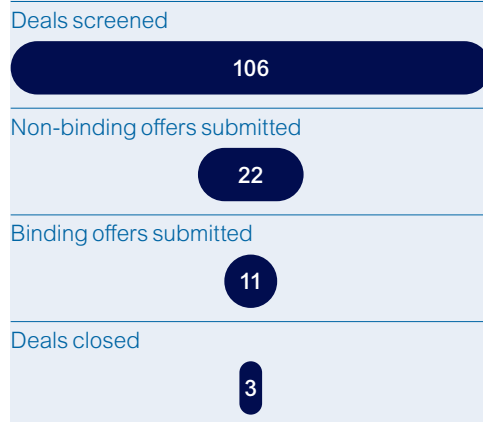 Deals screened
106
Non-binding offers submitted
22
Binding offers submitted
11
Deals closed
3